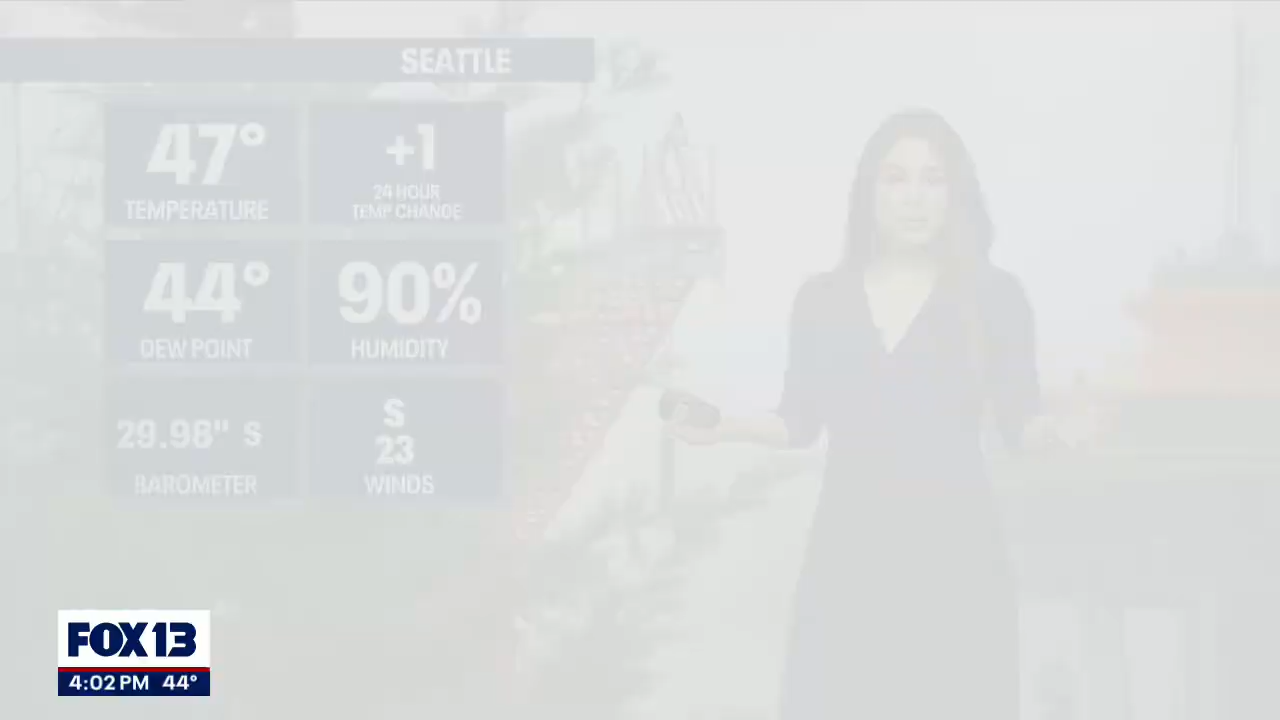 SEATTLE
47°
TEMPERATURE
+1
24 HOUR
TEMP CHANGE
44°
DEW POINT
90%
HUMIDITY
29.98" S
BAROMETER
S
23
WINDS
FOX 13
4:02 PM 44°